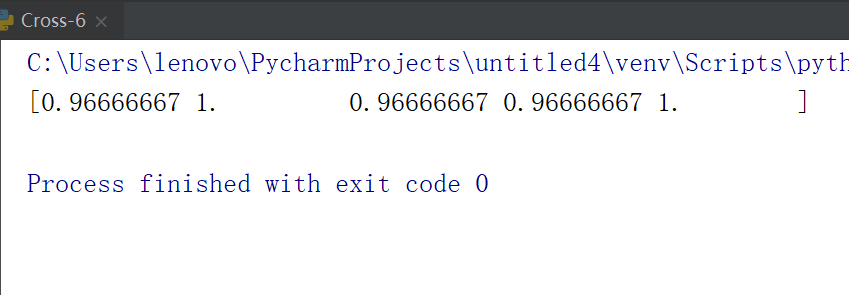 Cross-6
C:\Users\lenovo\PycharmProjects\untitled4\venv\Scripts\pyth
[0.96666667 1.         0.96666667 0.96666667 1.        ]
Process finished with exit code 0